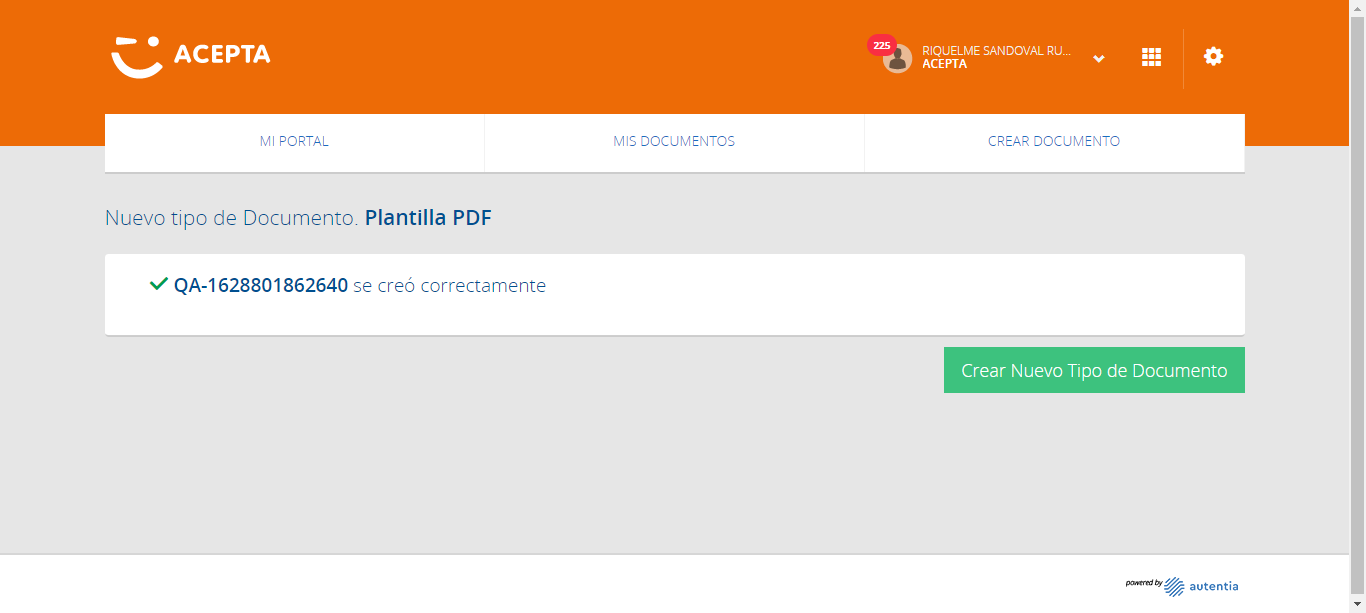 ACEPTA
225
RIQUELME SANDOVAL RU...
ACEPTA
MI PORTAL
MIS DOCUMENTOS
CREAR DOCUMENTO
Nuevo tipo de Documento. Plantilla PDF
QA-1628801862640 se creó correctamente
Crear Nuevo Tipo de Documento
powered by autentia